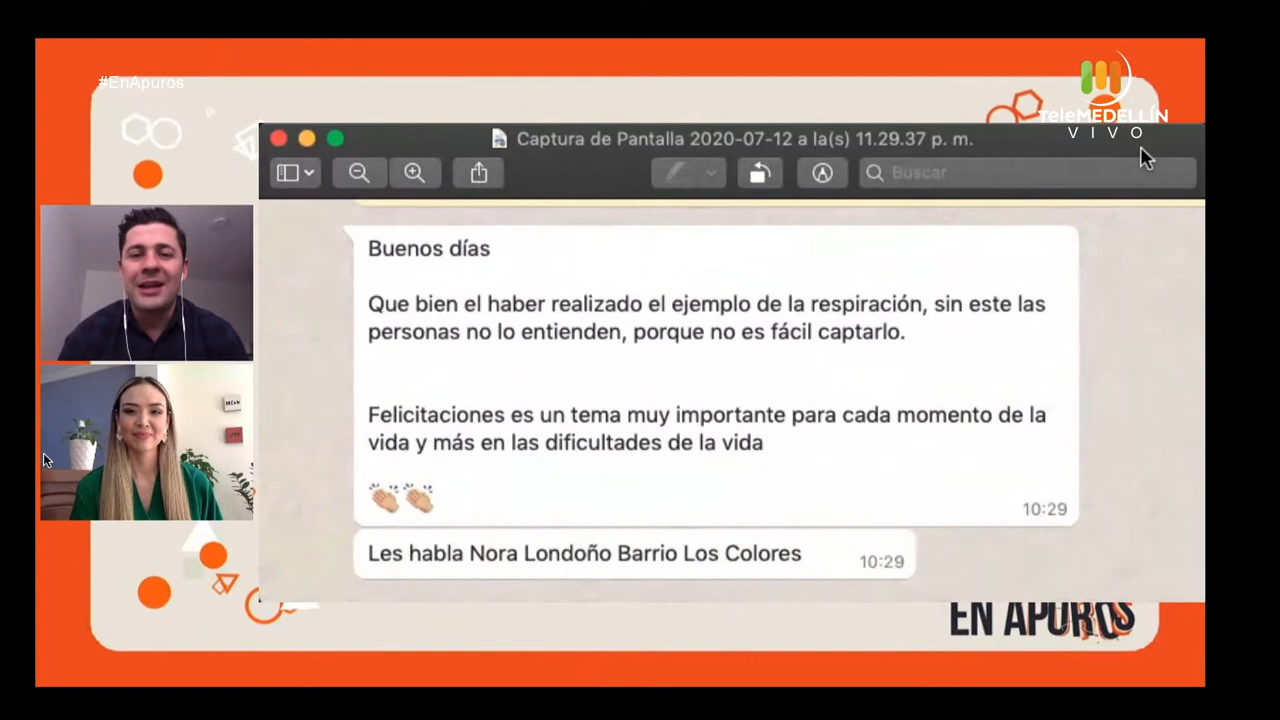 #EnApuros
TeleMEDELLÍN
VIVO
Captura de Pantalla 2020-07-12 a la(s) 11.29.37 p. m.
Buscar
Buenos días
Que bien el haber realizado el ejemplo de la respiración, sin este las
personas no lo entienden, porque no es fácil captarlo.
Felicitaciones es un tema muy importante para cada momento de la
vida y más en las dificultades de la vida
👏🏼👏🏼
10:29
Les habla Nora Londoño Barrio Los Colores
10:29
EN APUROS